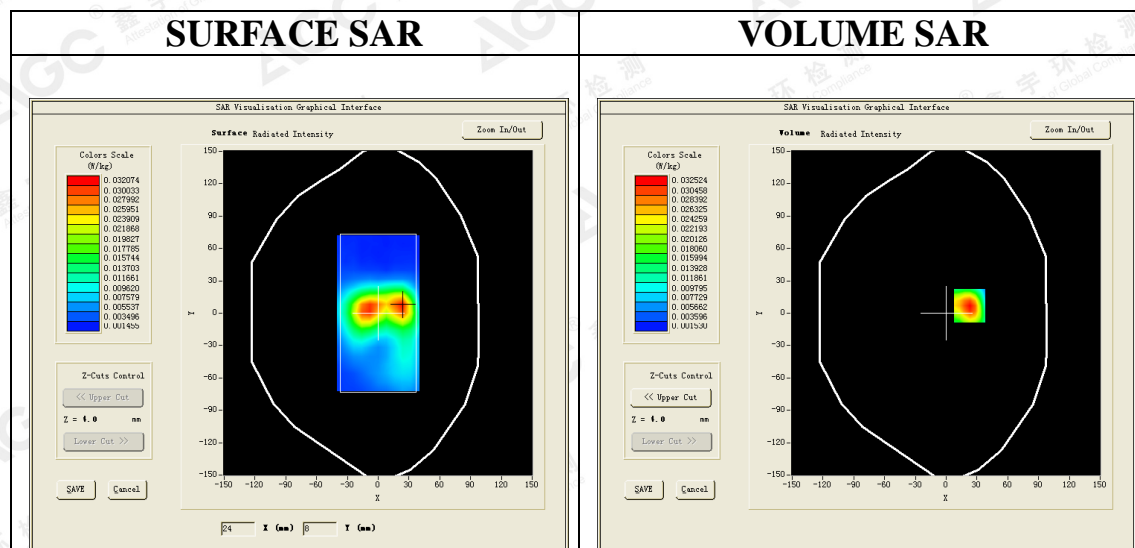 SURFACE SAR
VOLUME SAR
SAR Visualisation Graphical Interface
Surface Radiated Intensity
Zoom In/Out
Colors Scale
(W/kg)
0.032074
0.030033
0.027992
0.025951
0.023909
0.021868
0.019827
0.017785
0.015744
0.013703
0.011661
0.009620
0.007579
0.005537
0.003496
0.001455
Z-Cuts Control
<< Upper Cut
Z = 4.0 mm
Lower Cut >>
SAVE
Cancel
150
120
90
60
30
0
-30
-60
-90
-120
-150
Y
-150 -120 -90 -60 -30 0 30 60 90 120 150
X
24 X (mm) 8 Y (mm)
SAR Visualisation Graphical Interface
Volume Radiated Intensity
Zoom In/Out
Colors Scale
(W/kg)
0.032524
0.030458
0.028392
0.026325
0.024259
0.022193
0.020126
0.018060
0.015994
0.013928
0.011861
0.009795
0.007729
0.005662
0.003596
0.001530
Z-Cuts Control
<< Upper Cut
Z = 4.0 mm
Lower Cut >>
SAVE
Cancel
150
120
90
60
30
0
-30
-60
-90
-120
-150
Y
-150 -120 -90 -60 -30 0 30 60 90 120 150
X